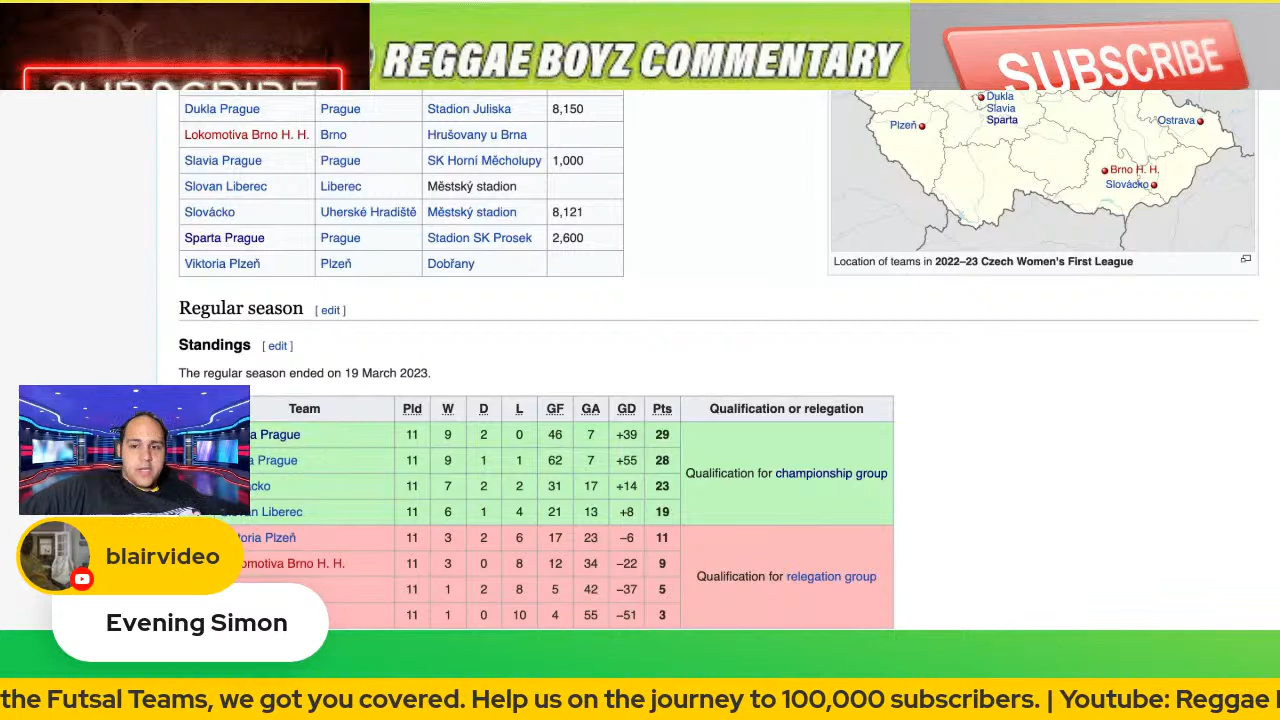 SUBSCRIBE
REGGAE BOYZ COMMENTARY
SUBSCRIBE
Dukla Prague Prague Stadion Juliska 8,150
Lokomotiva Brno H. H. Brno Hrušovany u Brna
Slavia Prague Prague SK Horní Měcholupy 1,000
Slovan Liberec Liberec Městský stadion
Slovácko Uherské Hradiště Městský stadion 8,121
Sparta Prague Prague Stadion SK Prosek 2,600
Viktoria Plzeň Plzeň Dobřany
Dukla
Slavia
Sparta
Plzeň
Ostrava
Brno H. H.
Slovácko
Location of teams in 2022–23 Czech Women's First League
Regular season [ edit ]
Standings [ edit ]
The regular season ended on 19 March 2023.
Team Pld W D L GF GA GD Pts Qualification or relegation
a Prague 11 9 2 0 46 7 +39 29
a Prague 11 9 1 1 62 7 +55 28
Qualification for championship group
cko 11 7 2 2 31 17 +14 23
an Liberec 11 6 1 4 21 13 +8 19
toria Plzeň 11 3 2 6 17 23 −6 11
omotiva Brno H. H. 11 3 0 8 12 34 −22 9
Qualification for relegation group
11 1 2 8 5 42 −37 5
11 1 0 10 4 55 −51 3
blairvideo
Evening Simon
the Futsal Teams, we got you covered. Help us on the journey to 100,000 subscribers. | Youtube: Reggae